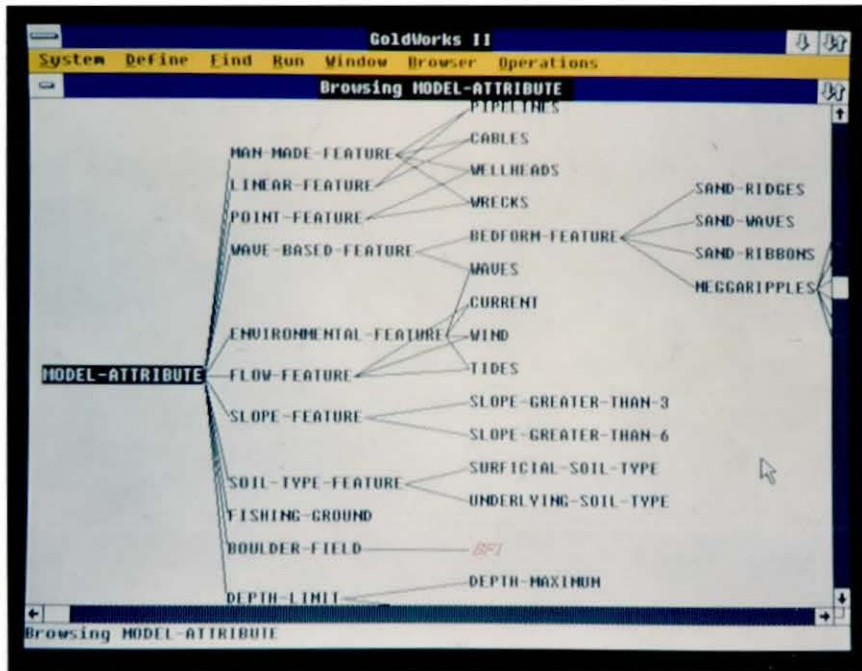 GoldWorks II
System Define Find Run Window Browser Operations
Browsing MODEL-ATTRIBUTE
PIPELINES
MAN-MADE-FEATURE
CABLES
LINEAR-FEATURE
WELLHEADS
POINT-FEATURE
WRECKS
SAND-RIDGES
WAVE-BASED-FEATURE
BEDFORM-FEATURE
SAND-WAVES
WAVES
SAND-RIBBONS
CURRENT
MEGGARIPPLES
ENVIRONMENTAL-FEATURE
WIND
MODEL-ATTRIBUTE
FLOW-FEATURE
TIDES
SLOPE-FEATURE
SLOPE-GREATER-THAN-3
SLOPE-GREATER-THAN-6
SOIL-TYPE-FEATURE
SURFICIAL-SOIL-TYPE
UNDERLYING-SOIL-TYPE
FISHING-GROUND
BOULDER-FIELD
BF1
DEPTH-LIMIT
DEPTH-MAXIMUM
Browsing MODEL-ATTRIBUTE